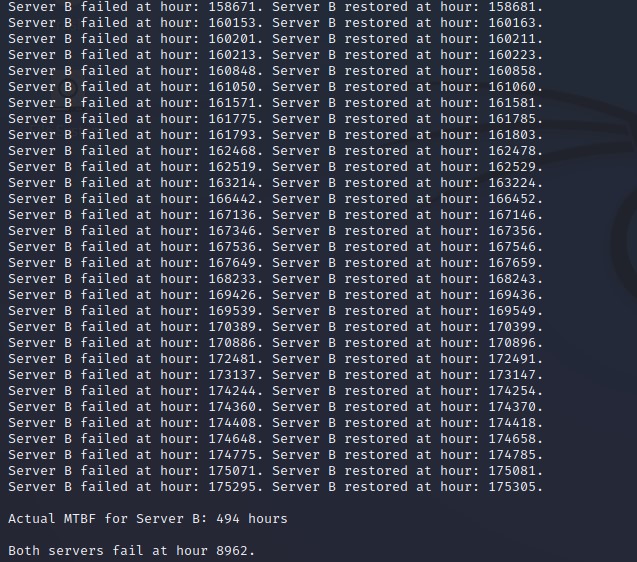 Server B failed at hour: 158671. Server B restored at hour: 158681.
Server B failed at hour: 160153. Server B restored at hour: 160163.
Server B failed at hour: 160201. Server B restored at hour: 160211.
Server B failed at hour: 160213. Server B restored at hour: 160223.
Server B failed at hour: 160848. Server B restored at hour: 160858.
Server B failed at hour: 161050. Server B restored at hour: 161060.
Server B failed at hour: 161571. Server B restored at hour: 161581.
Server B failed at hour: 161775. Server B restored at hour: 161785.
Server B failed at hour: 161793. Server B restored at hour: 161803.
Server B failed at hour: 162468. Server B restored at hour: 162478.
Server B failed at hour: 162519. Server B restored at hour: 162529.
Server B failed at hour: 163214. Server B restored at hour: 163224.
Server B failed at hour: 166442. Server B restored at hour: 166452.
Server B failed at hour: 167136. Server B restored at hour: 167146.
Server B failed at hour: 167346. Server B restored at hour: 167356.
Server B failed at hour: 167536. Server B restored at hour: 167546.
Server B failed at hour: 167649. Server B restored at hour: 167659.
Server B failed at hour: 168233. Server B restored at hour: 168243.
Server B failed at hour: 169426. Server B restored at hour: 169436.
Server B failed at hour: 169539. Server B restored at hour: 169549.
Server B failed at hour: 170389. Server B restored at hour: 170399.
Server B failed at hour: 170886. Server B restored at hour: 170896.
Server B failed at hour: 172481. Server B restored at hour: 172491.
Server B failed at hour: 173137. Server B restored at hour: 173147.
Server B failed at hour: 174244. Server B restored at hour: 174254.
Server B failed at hour: 174360. Server B restored at hour: 174370.
Server B failed at hour: 174408. Server B restored at hour: 174418.
Server B failed at hour: 174648. Server B restored at hour: 174658.
Server B failed at hour: 174775. Server B restored at hour: 174785.
Server B failed at hour: 175071. Server B restored at hour: 175081.
Server B failed at hour: 175295. Server B restored at hour: 175305.
Actual MTBF for Server B: 494 hours
Both servers fail at hour 8962.